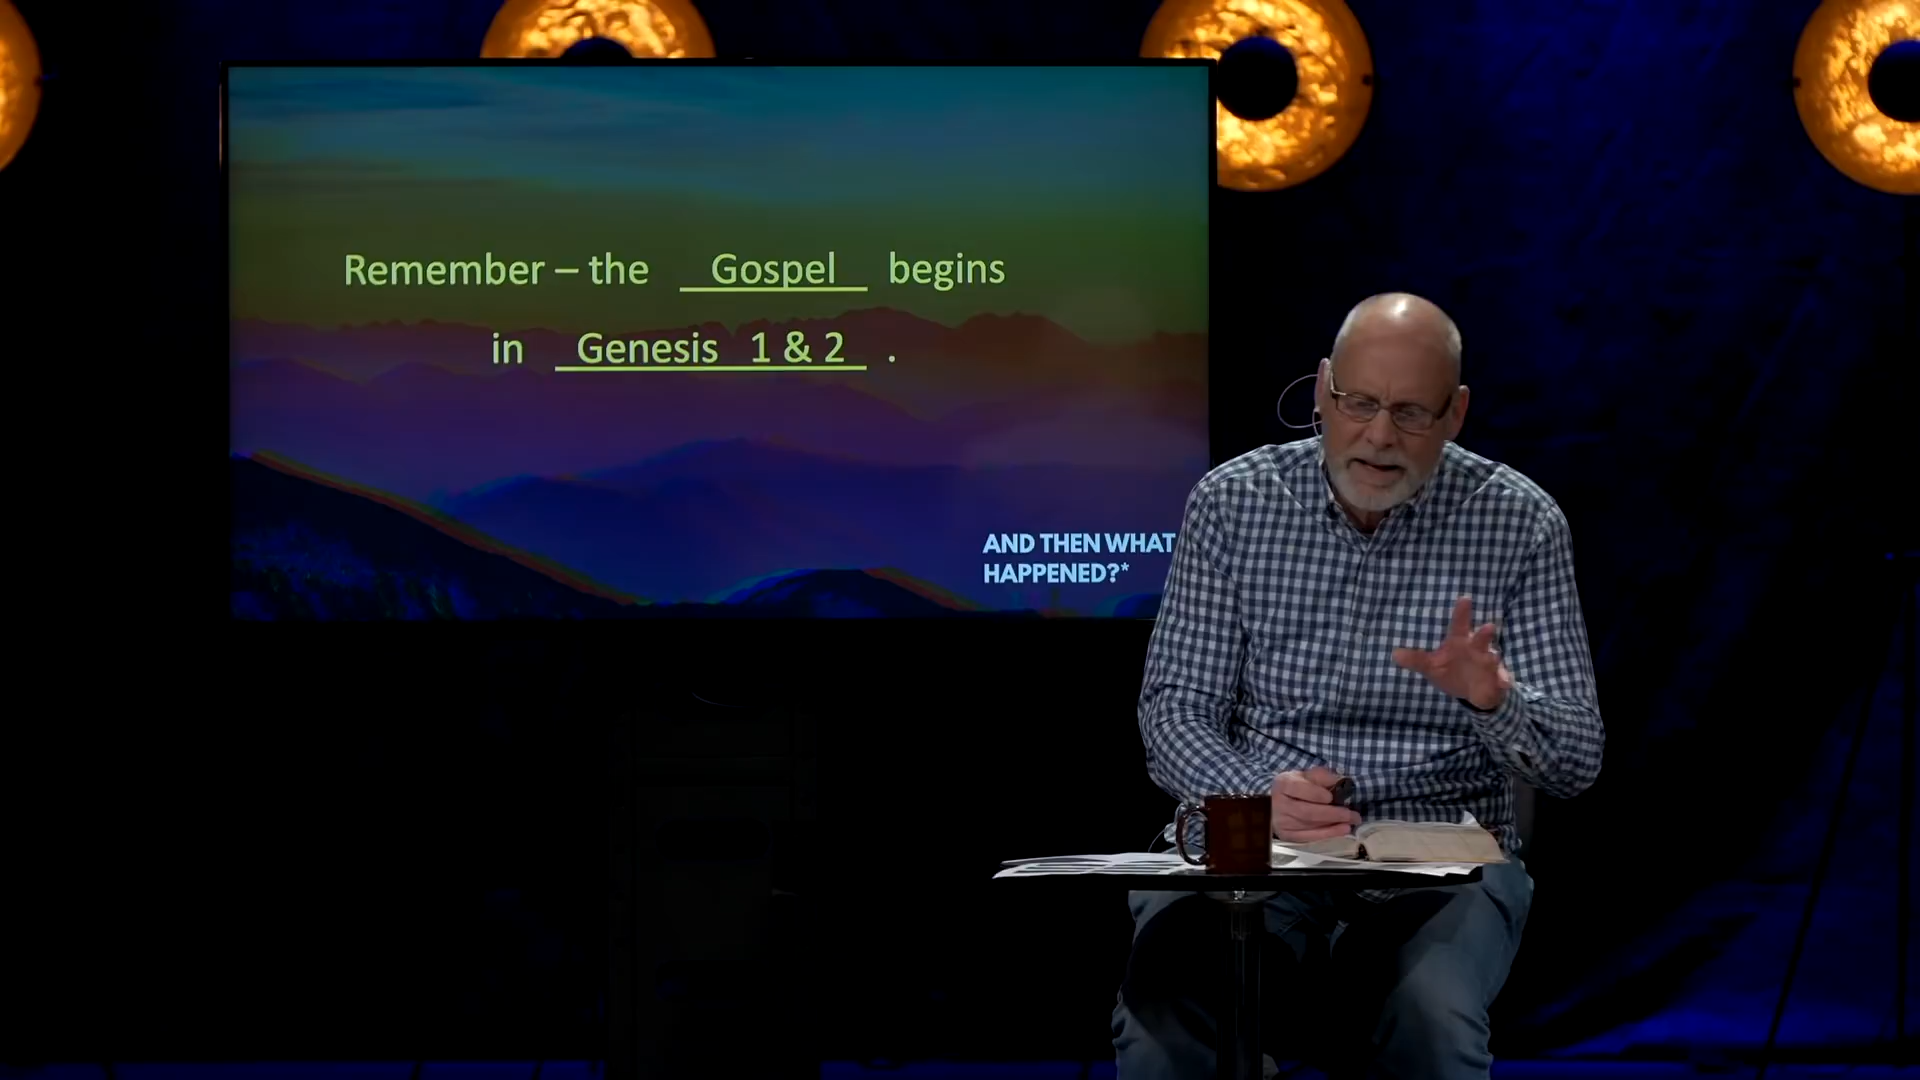 Remember – the Gospel begins
in Genesis 1 & 2 .
AND THEN WHAT
HAPPENED?*